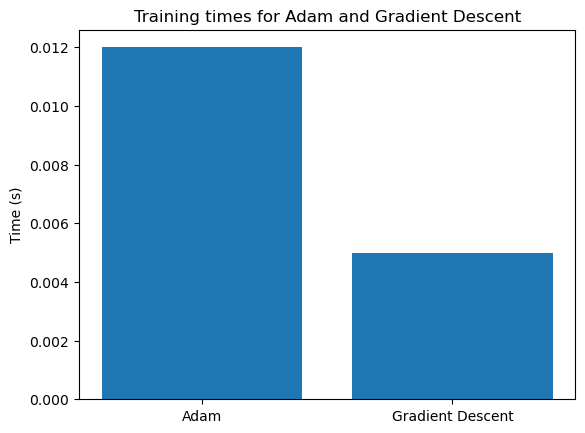 Training times for Adam and Gradient Descent
Time (s)
0.012
0.010
0.008
0.006
0.004
0.002
0.000
Adam
Gradient Descent